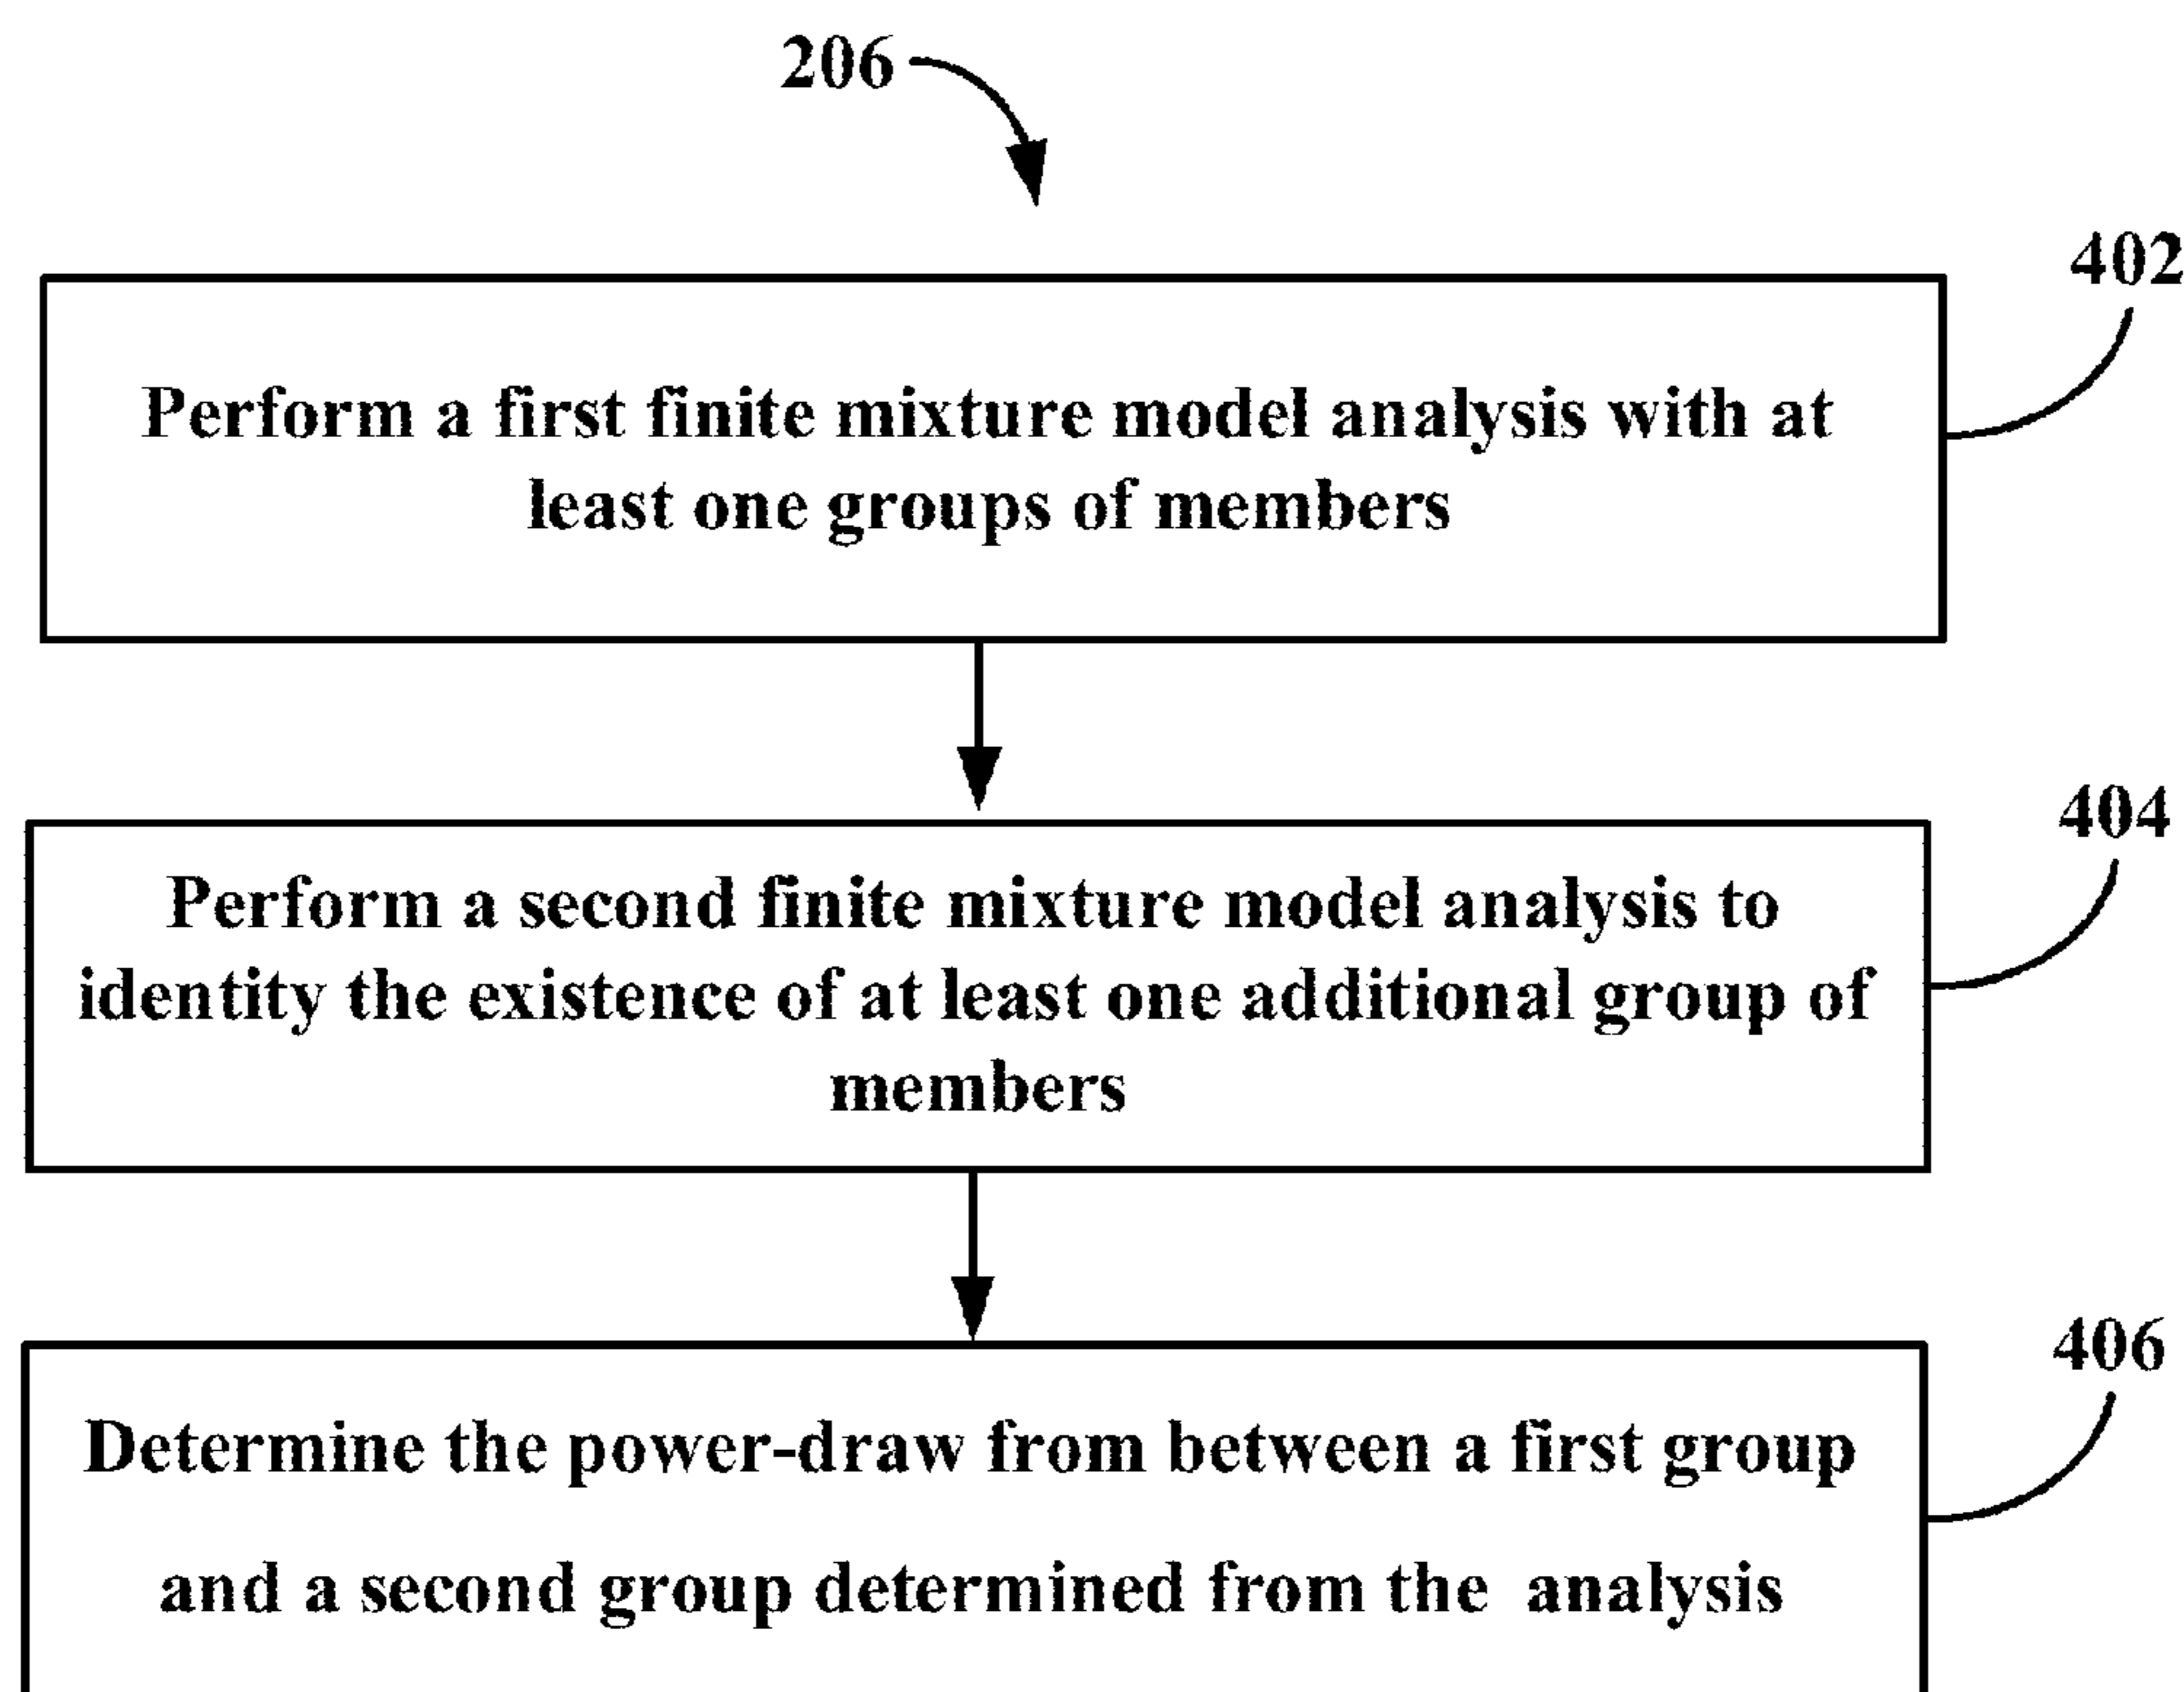 206
402
Perform a first finite mixture model analysis with at
least one groups of members
404
Perform a second finite mixture model analysis to
identity the existence of at least one additional group of
members
406
Determine the power-draw from between a first group
and a second group determined from the analysis